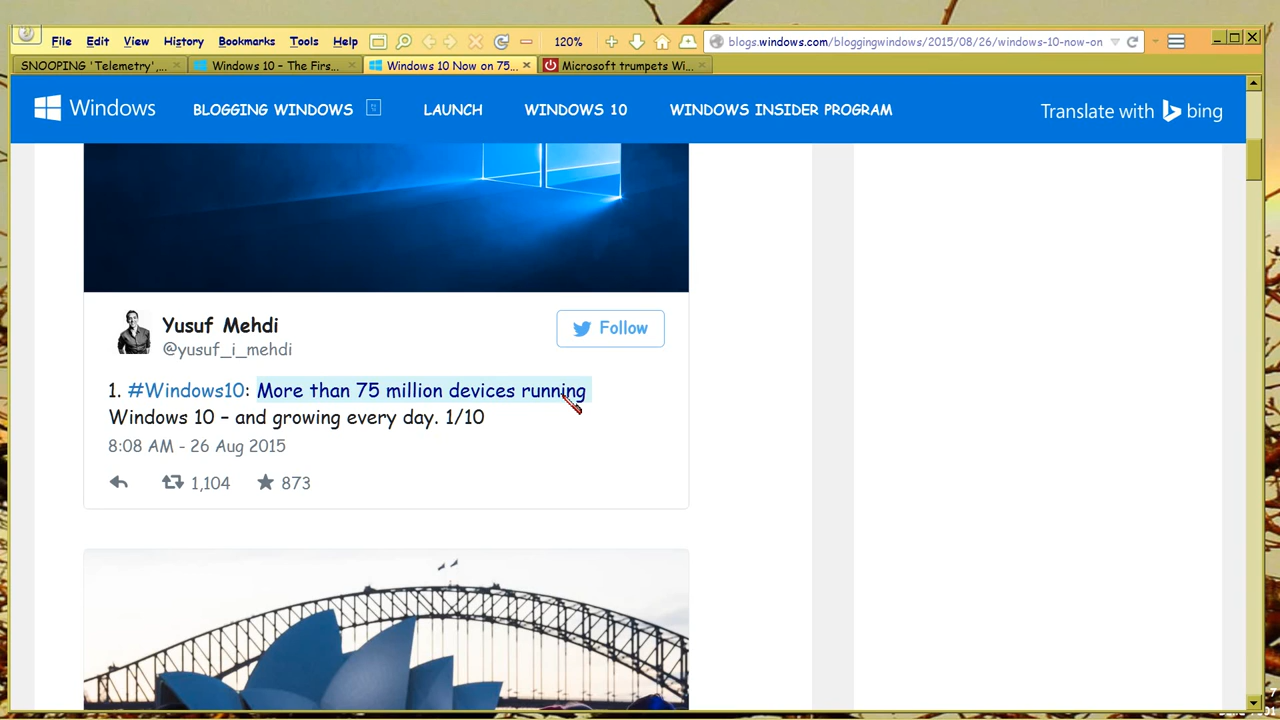 File Edit View History Bookmarks Tools Help 120% blogs.windows.com/bloggingwindows/2015/08/26/windows-10-now-on
SNOOPING 'Telemetry',... Windows 10 – The Firs... Windows 10 Now on 75... Microsoft trumpets Wi...
Windows BLOGGING WINDOWS LAUNCH WINDOWS 10 WINDOWS INSIDER PROGRAM Translate with bing
Yusuf Mehdi
@yusuf_i_mehdi
Follow
1. #Windows10: More than 75 million devices running
Windows 10 – and growing every day. 1/10
8:08 AM - 26 Aug 2015
1,104 873